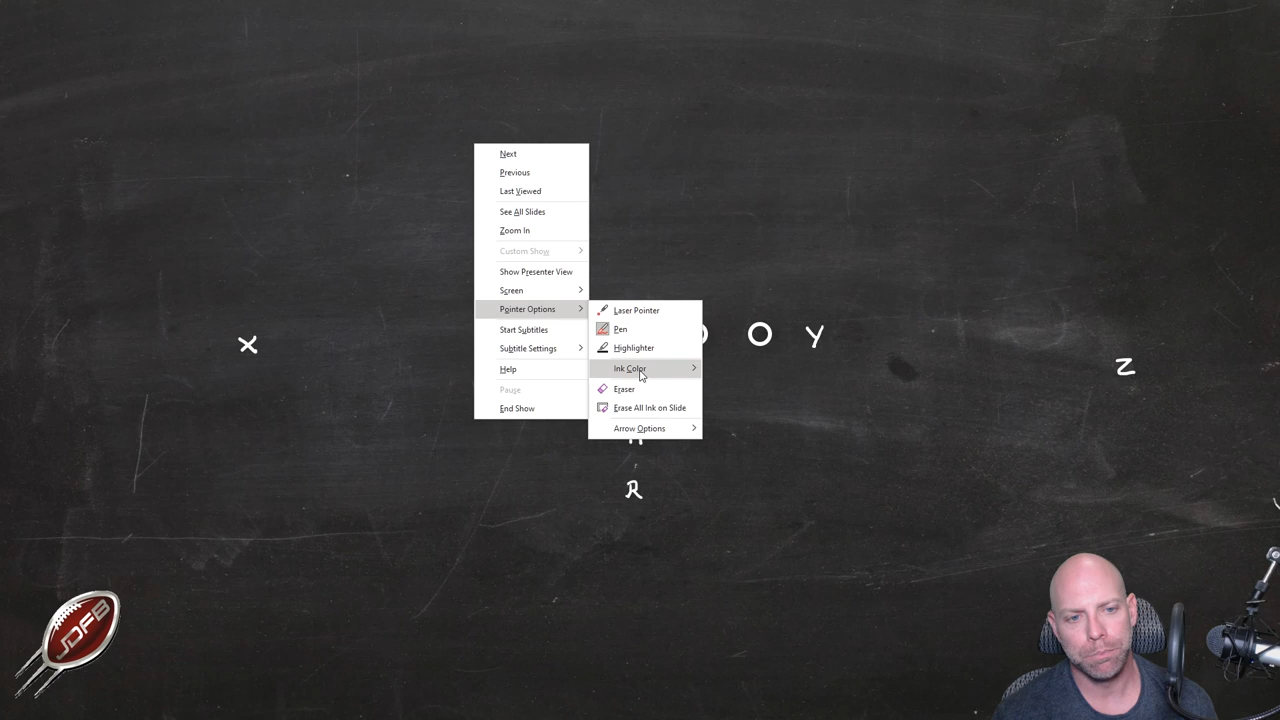 Next
Previous
Last Viewed
See All Slides
Zoom In
Custom Show
Show Presenter View
Screen
Pointer Options
Start Subtitles
Subtitle Settings
Help
Pause
End Show
Laser Pointer
Pen
Highlighter
Ink Color
Eraser
Erase All Ink on Slide
Arrow Options
X O Y Z
R
JDFB